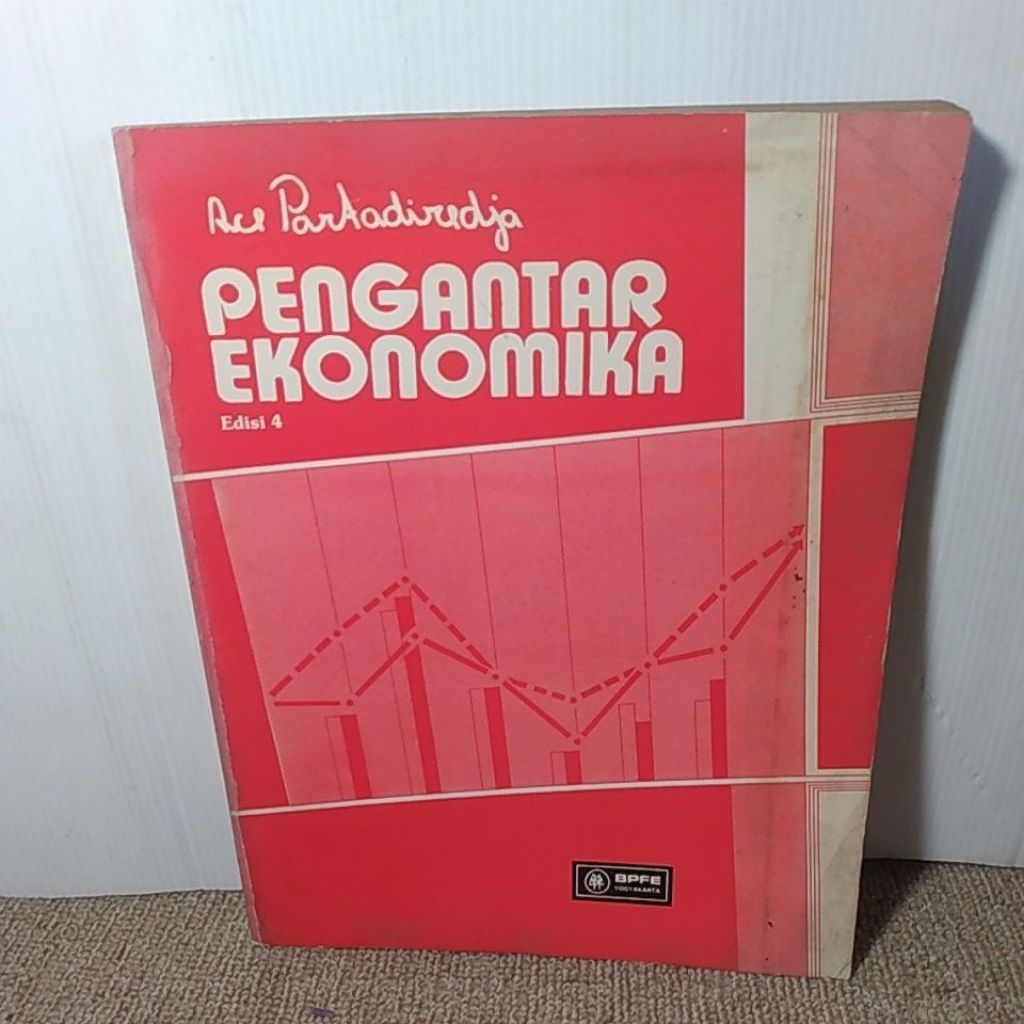 Ace Partadiredja
PENGANTAR
EKONOMIKA
Edisi 4
BPFE
YOGYAKARTA